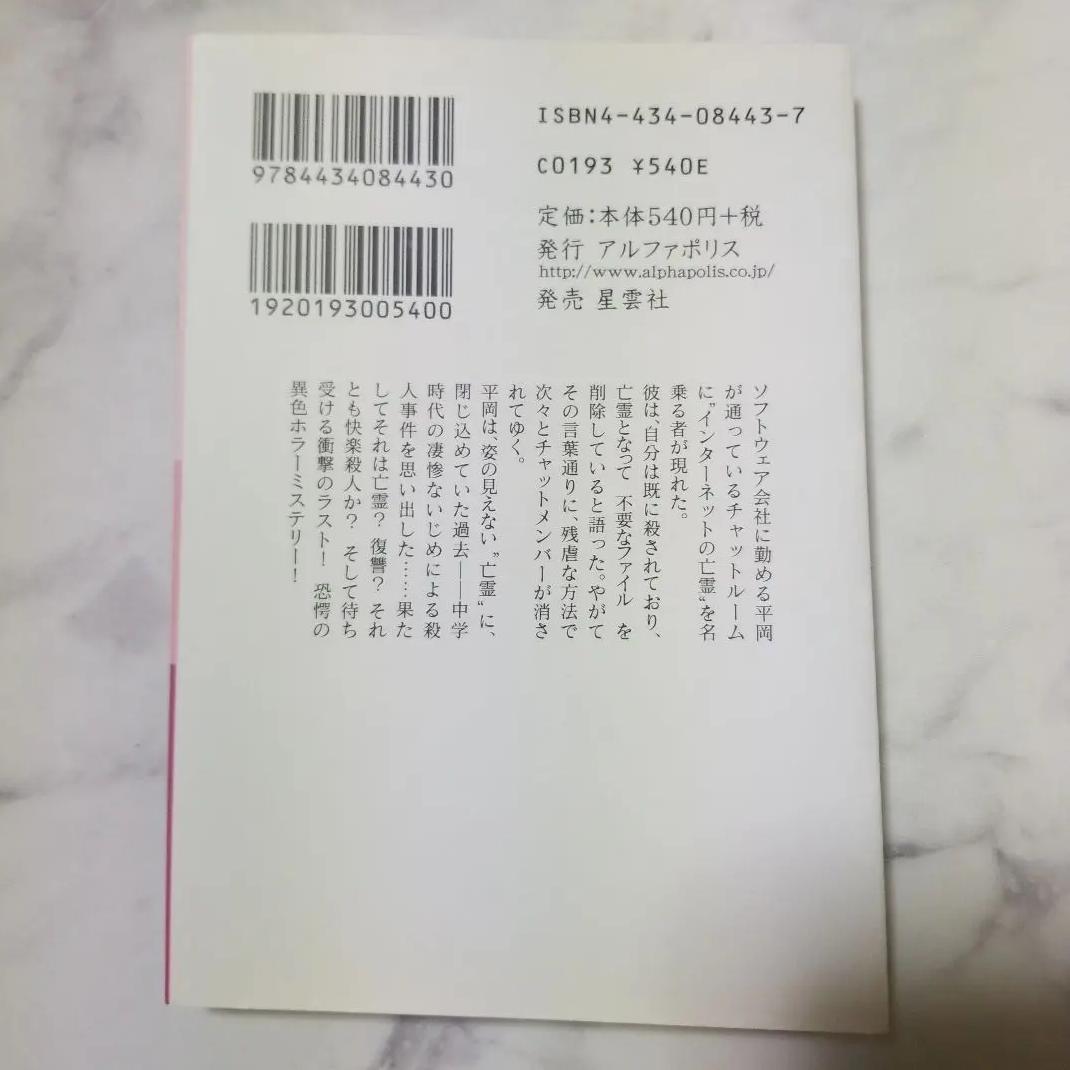 9784434084430
1920193005400
ISBN4-434-08443-7
C0193 ¥540E
定価:本体540円+税
発行 アルファポリス
http://www.alphapolis.co.jp/
発売 星雲社
ソフトウェア会社に勤める平岡
が通っているチャットルーム
に〝インターネットの亡霊〟を名
乗る者が現れた。
彼は、自分は既に殺されており、
亡霊となって 不要なファイル を
削除していると語った。やがて
その言葉通りに、残虐な方法で
次々とチャットメンバーが消さ
れてゆく。
平岡は、姿の見えない〝亡霊〟に、
閉じ込めていた過去――中学
時代の凄惨ないじめによる殺
人事件を思い出した……果た
してそれは亡霊? 復讐? それ
とも快楽殺人か? そして待ち
受ける衝撃のラスト! 恐愕の
異色ホラーミステリー!